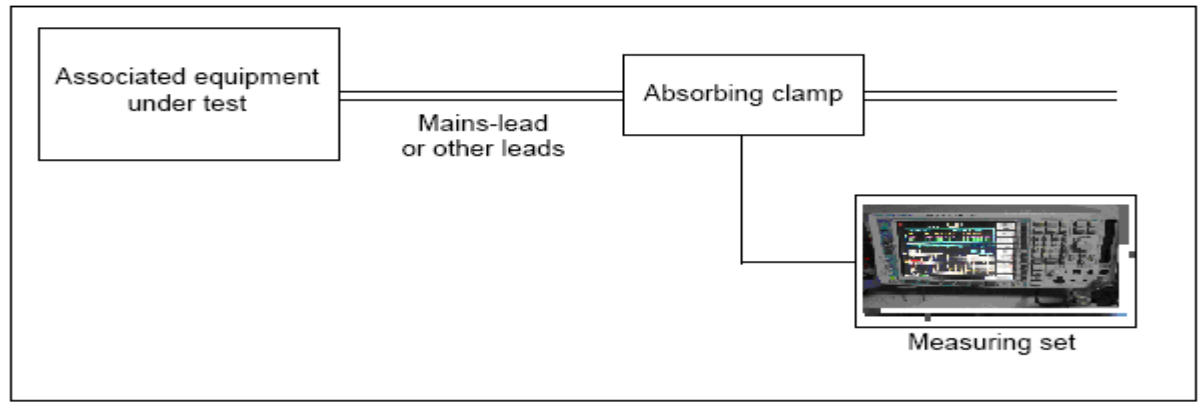 Associated equipment
under test
Mains-lead
or other leads
Absorbing clamp
Measuring set